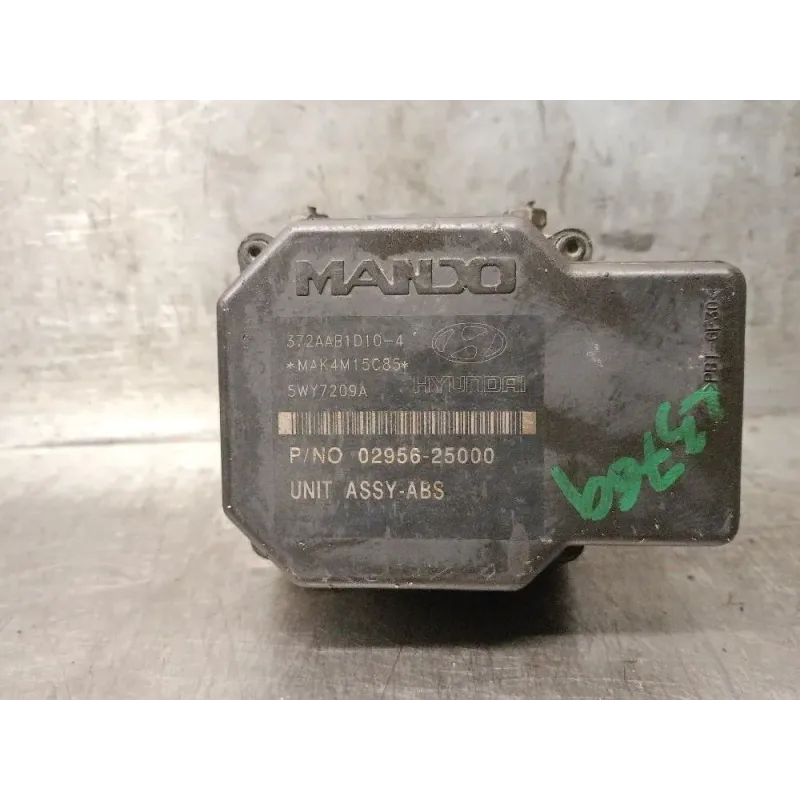 MANDO
372AAB1D10-4
*MAK4M15C85*
5WY7209A
HYUNDAI
P/NO 02956-25000
UNIT ASSY-ABS